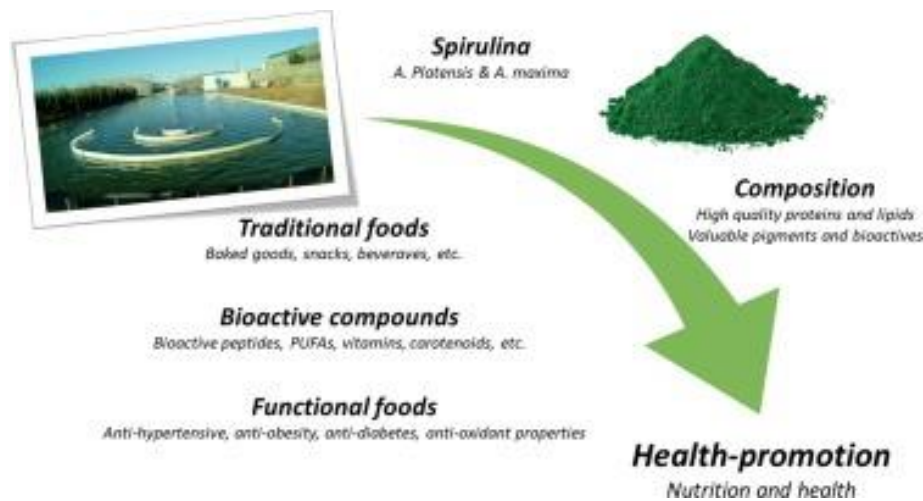 Spirulina
A. Platensis & A. maxima
Composition
High quality proteins and lipids
Valuable pigments and bioactives
Traditional foods
Baked goods, snacks, beveraves, etc.
Bioactive compounds
Bioactive peptides, PUFAs, vitamins, carotenoids, etc.
Functional foods
Anti-hypertensive, anti-obesity, anti-diabetes, anti-oxidant properties
Health-promotion
Nutrition and health